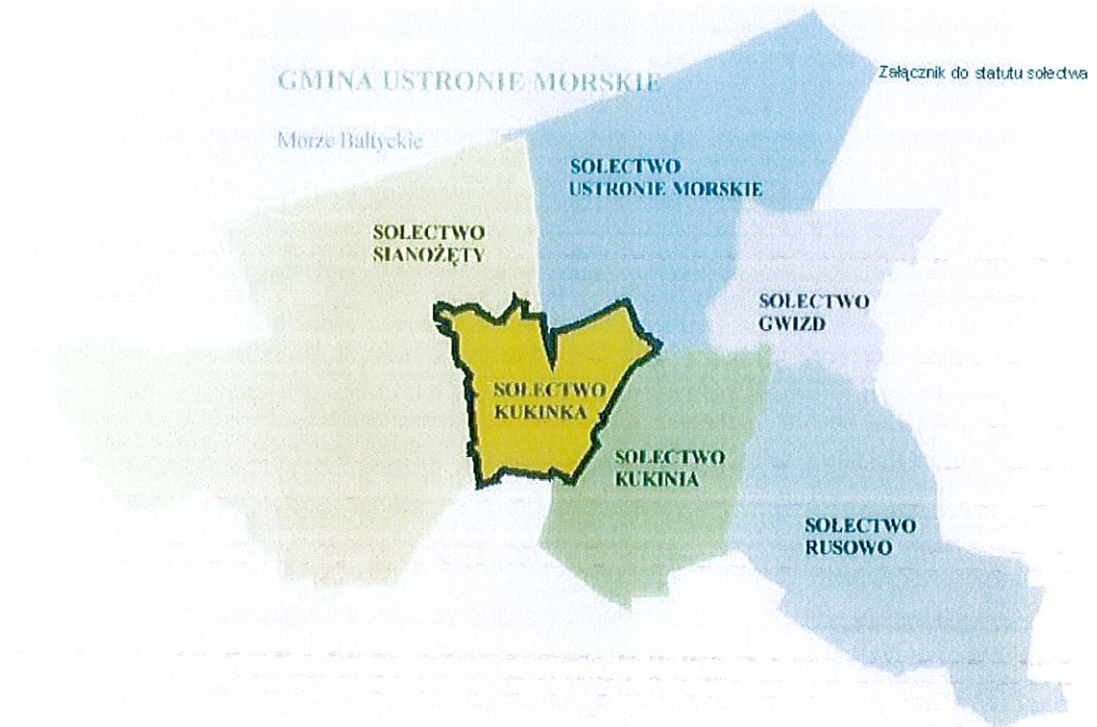 GMINA USTRONIE MORSKIE
Załącznik do statutu sołectwa
Morze Bałtyckie
SOŁECTWO
USTRONIE MORSKIE
SOŁECTWO
SIANOŻĘTY
SOŁECTWO
GWIZD
SOŁECTWO
KUKINKA
SOŁECTWO
KUKINIA
SOŁECTWO
RUSOWO